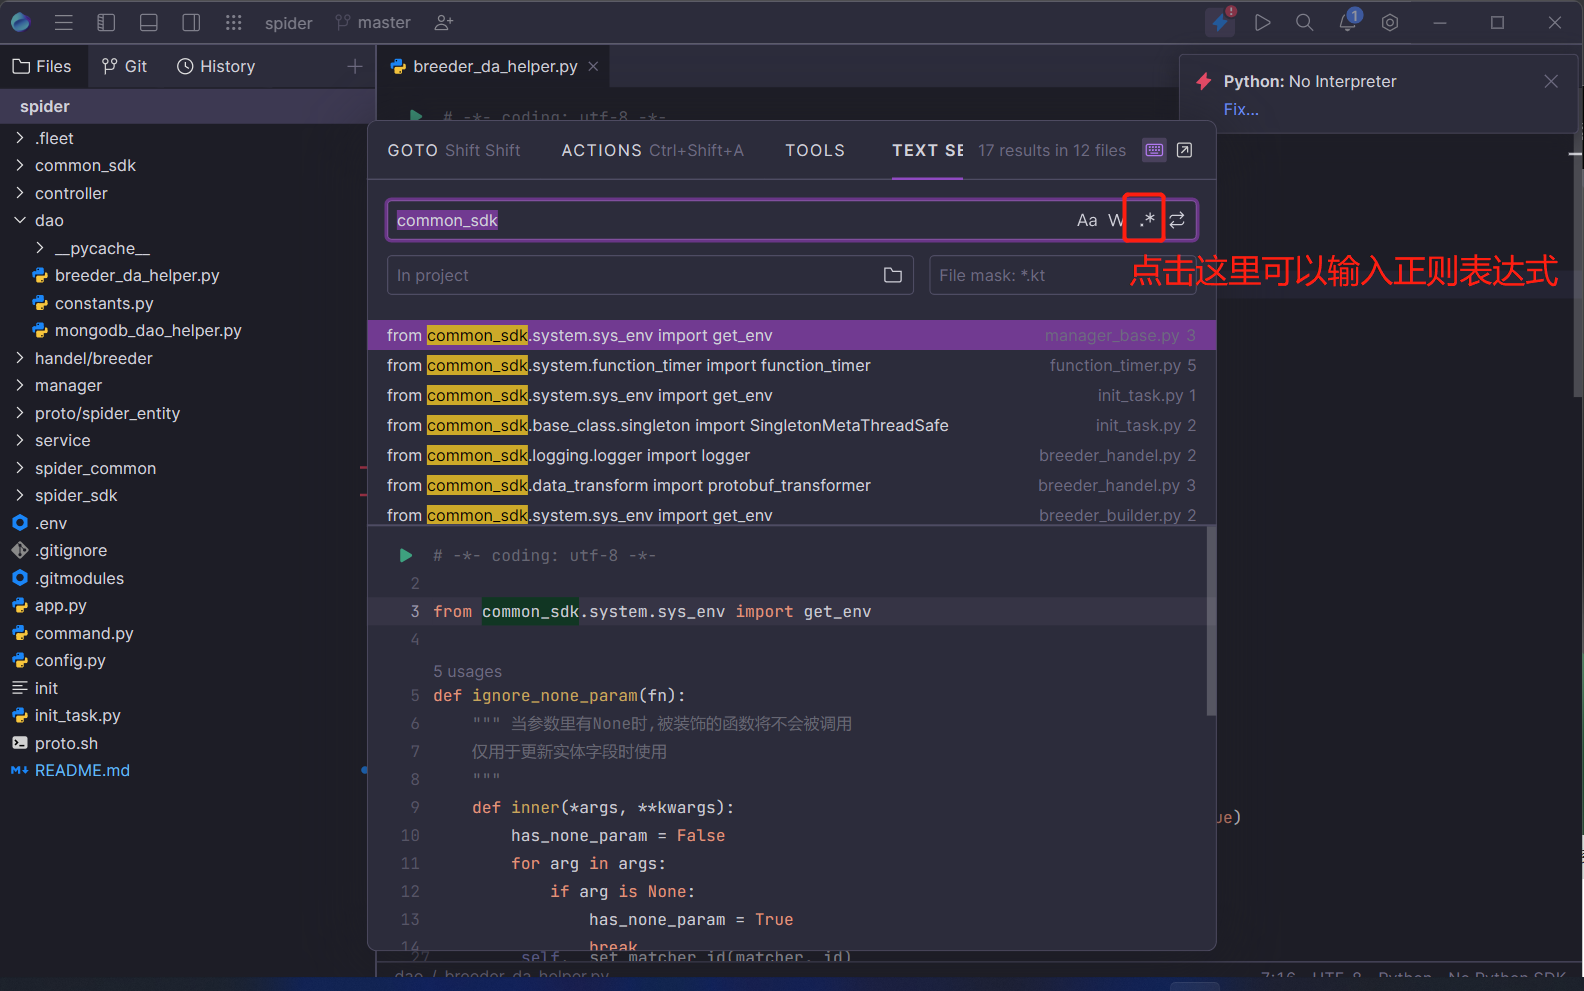 spider master
1
Files Git History
breeder_da_helper.py
Python: No Interpreter
Fix...
spider
# -*- coding: utf-8 -*-
.fleet
common_sdk
controller
dao
__pycache__
breeder_da_helper.py
constants.py
mongodb_dao_helper.py
handel/breeder
manager
proto/spider_entity
service
spider_common
spider_sdk
.env
.gitignore
.gitmodules
app.py
command.py
config.py
init
init_task.py
proto.sh
README.md
GOTO Shift Shift ACTIONS Ctrl+Shift+A TOOLS TEXT SE 17 results in 12 files
common_sdk Aa W .*
In project File mask: *.kt
点击这里可以输入正则表达式
from common_sdk.system.sys_env import get_env manager_base.py 3
from common_sdk.system.function_timer import function_timer function_timer.py 5
from common_sdk.system.sys_env import get_env init_task.py 1
from common_sdk.base_class.singleton import SingletonMetaThreadSafe init_task.py 2
from common_sdk.logging.logger import logger breeder_handel.py 2
from common_sdk.data_transform import protobuf_transformer breeder_handel.py 3
from common_sdk.system.sys_env import get_env breeder_builder.py 2
# -*- coding: utf-8 -*-
2
3 from common_sdk.system.sys_env import get_env
4
5 usages
5 def ignore_none_param(fn):
6 """ 当参数里有None时,被装饰的函数将不会被调用
7 仅用于更新实体字段时使用
8 """
9 def inner(*args, **kwargs):
10 has_none_param = False
11 for arg in args:
12 if arg is None:
13 has_none_param = True
14 break
ue)
27 self. set_matcher_id(matcher, id)
dao / breeder_da_helper.py 7:16 UTF-8 Python No Python SDK